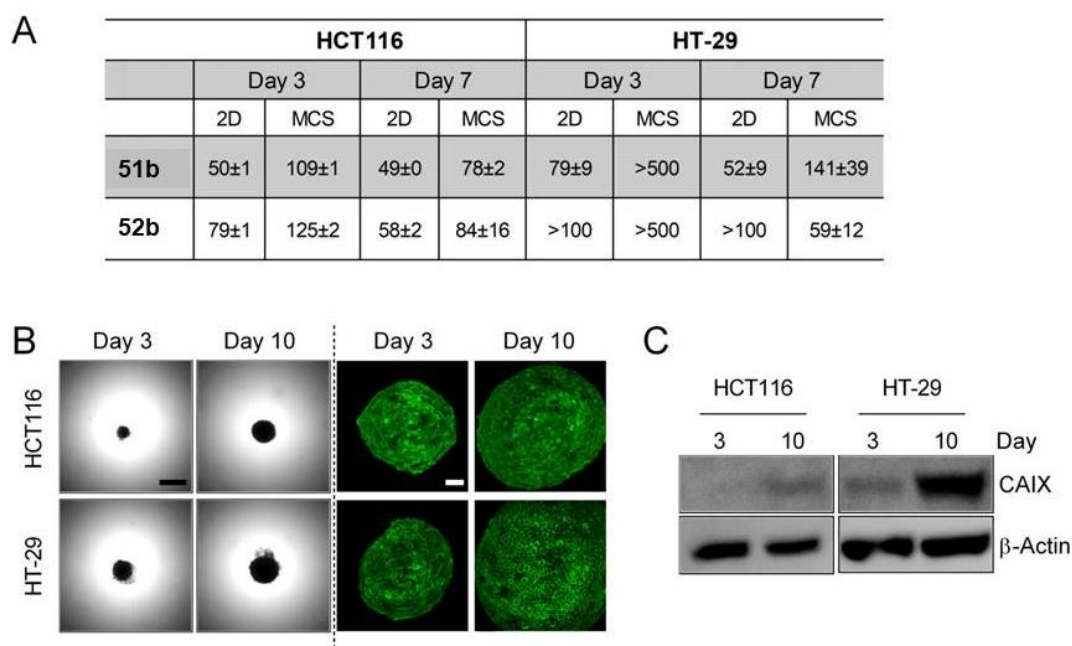 A
HCT116 HT-29
Day 3 Day 7 Day 3 Day 7
2D MCS 2D MCS 2D MCS 2D MCS
51b 50±1 109±1 49±0 78±2 79±9 >500 52±9 141±39
52b 79±1 125±2 58±2 84±16 >100 >500 >100 59±12
B
Day 3 Day 10 Day 3 Day 10
HCT116
HT-29
C
HCT116 HT-29
3 10 3 10 Day
CAIX
β-Actin